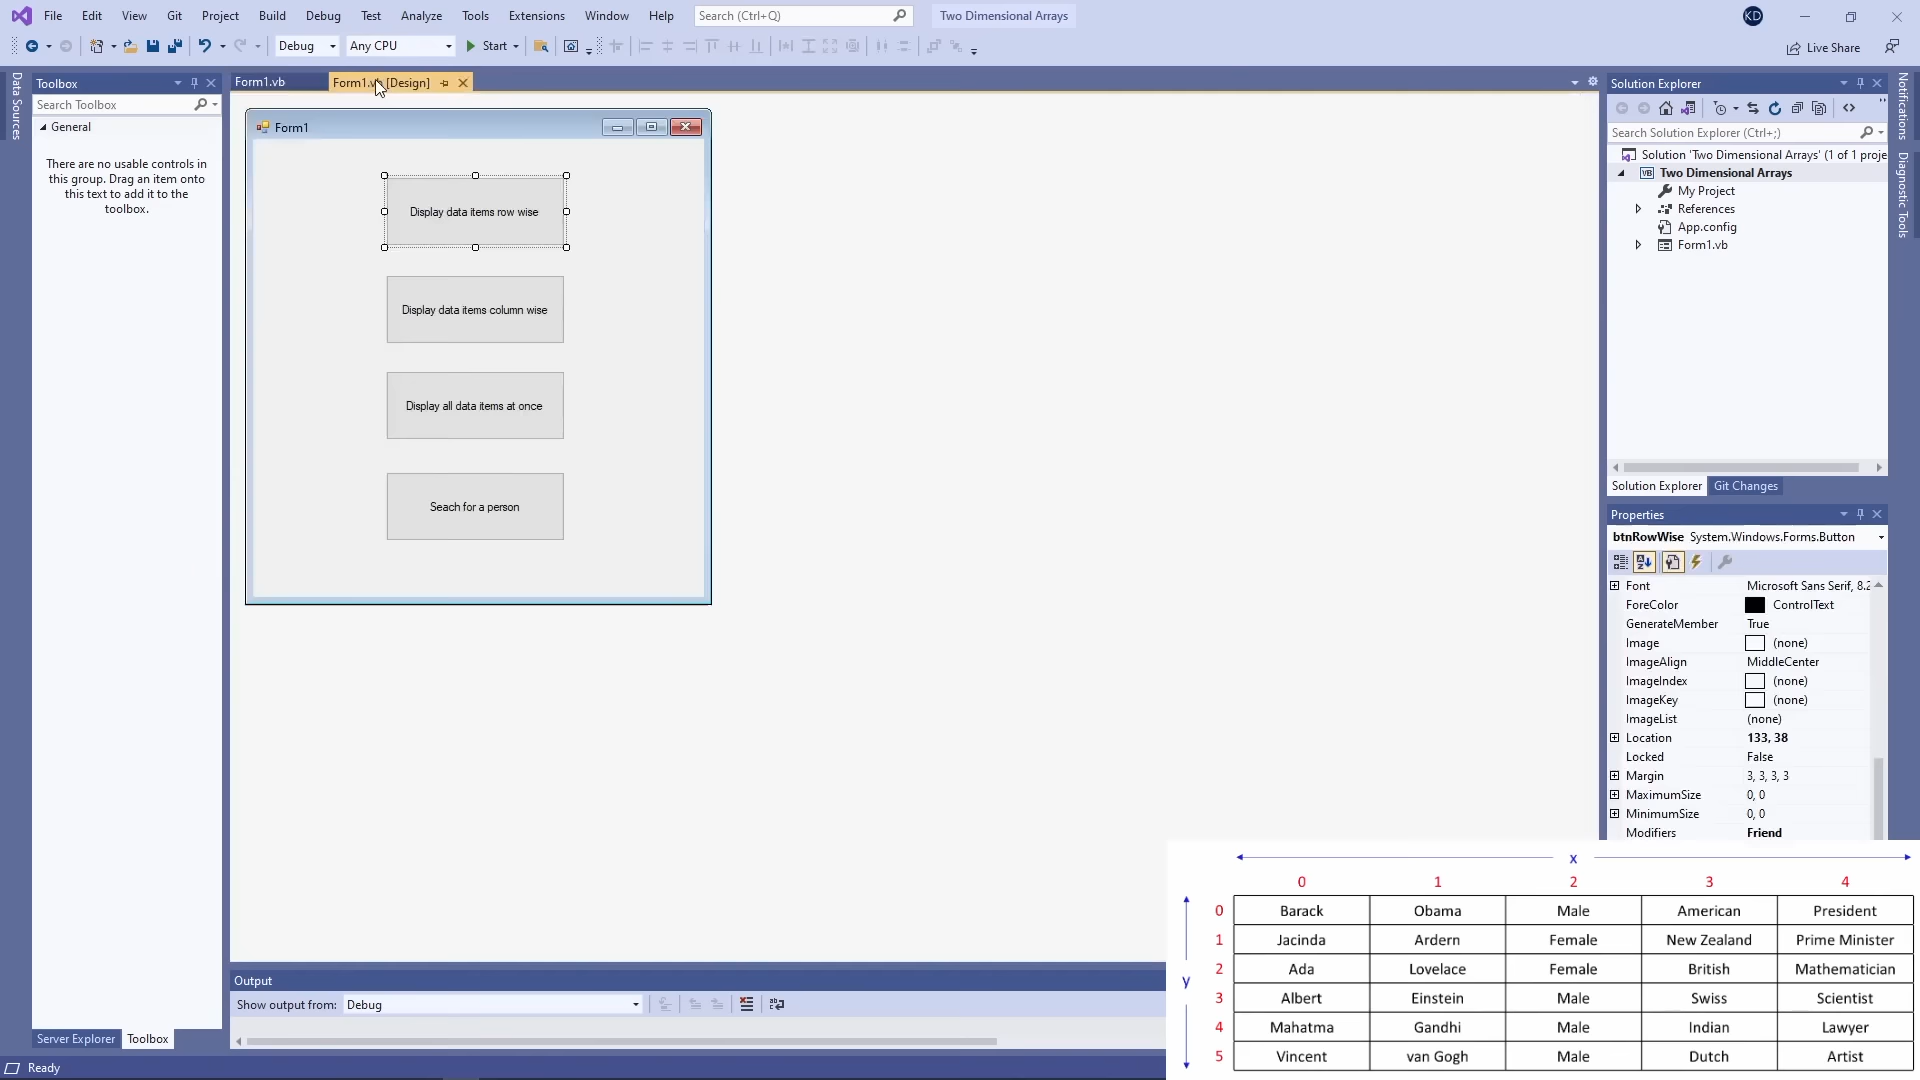 File Edit View Git Project Build Debug Test Analyze Tools Extensions Window Help Search (Ctrl+Q) Two Dimensional Arrays KD
Debug Any CPU Start Live Share
Data Sources
Toolbox
Search Toolbox
General
There are no usable controls in
this group. Drag an item onto
this text to add it to the
toolbox.
Server Explorer Toolbox
Form1.vb Form1.vb [Design]
Form1
Display data items row wise
Display data items column wise
Display all data items at once
Seach for a person
Output
Show output from: Debug
Solution Explorer
Search Solution Explorer (Ctrl+;)
Solution 'Two Dimensional Arrays' (1 of 1 proje
VB Two Dimensional Arrays
My Project
References
App.config
Form1.vb
Solution Explorer Git Changes
Notifications
Diagnostic Tools
Properties
btnRowWise System.Windows.Forms.Button
Font Microsoft Sans Serif, 8.2
ForeColor ControlText
GenerateMember True
Image (none)
ImageAlign MiddleCenter
ImageIndex (none)
ImageKey (none)
ImageList (none)
Location 133, 38
Locked False
Margin 3, 3, 3, 3
MaximumSize 0, 0
MinimumSize 0, 0
Modifiers Friend
x
0 1 2 3 4
y
0 Barack Obama Male American President
1 Jacinda Ardern Female New Zealand Prime Minister
2 Ada Lovelace Female British Mathematician
3 Albert Einstein Male Swiss Scientist
4 Mahatma Gandhi Male Indian Lawyer
5 Vincent van Gogh Male Dutch Artist
Ready